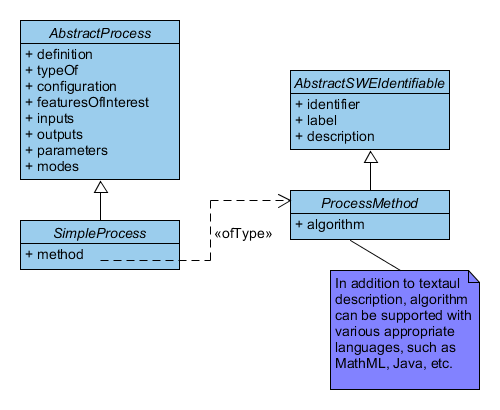 AbstractProcess
+ definition
+ typeOf
+ configuration
+ featuresOfInterest
+ inputs
+ outputs
+ parameters
+ modes
AbstractSWEIdentifiable
+ identifier
+ label
+ description
SimpleProcess
+ method
«ofType»
ProcessMethod
+ algorithm
In addition to textaul
description, algorithm
can be supported with
various appropriate
languages, such as
MathML, Java, etc.